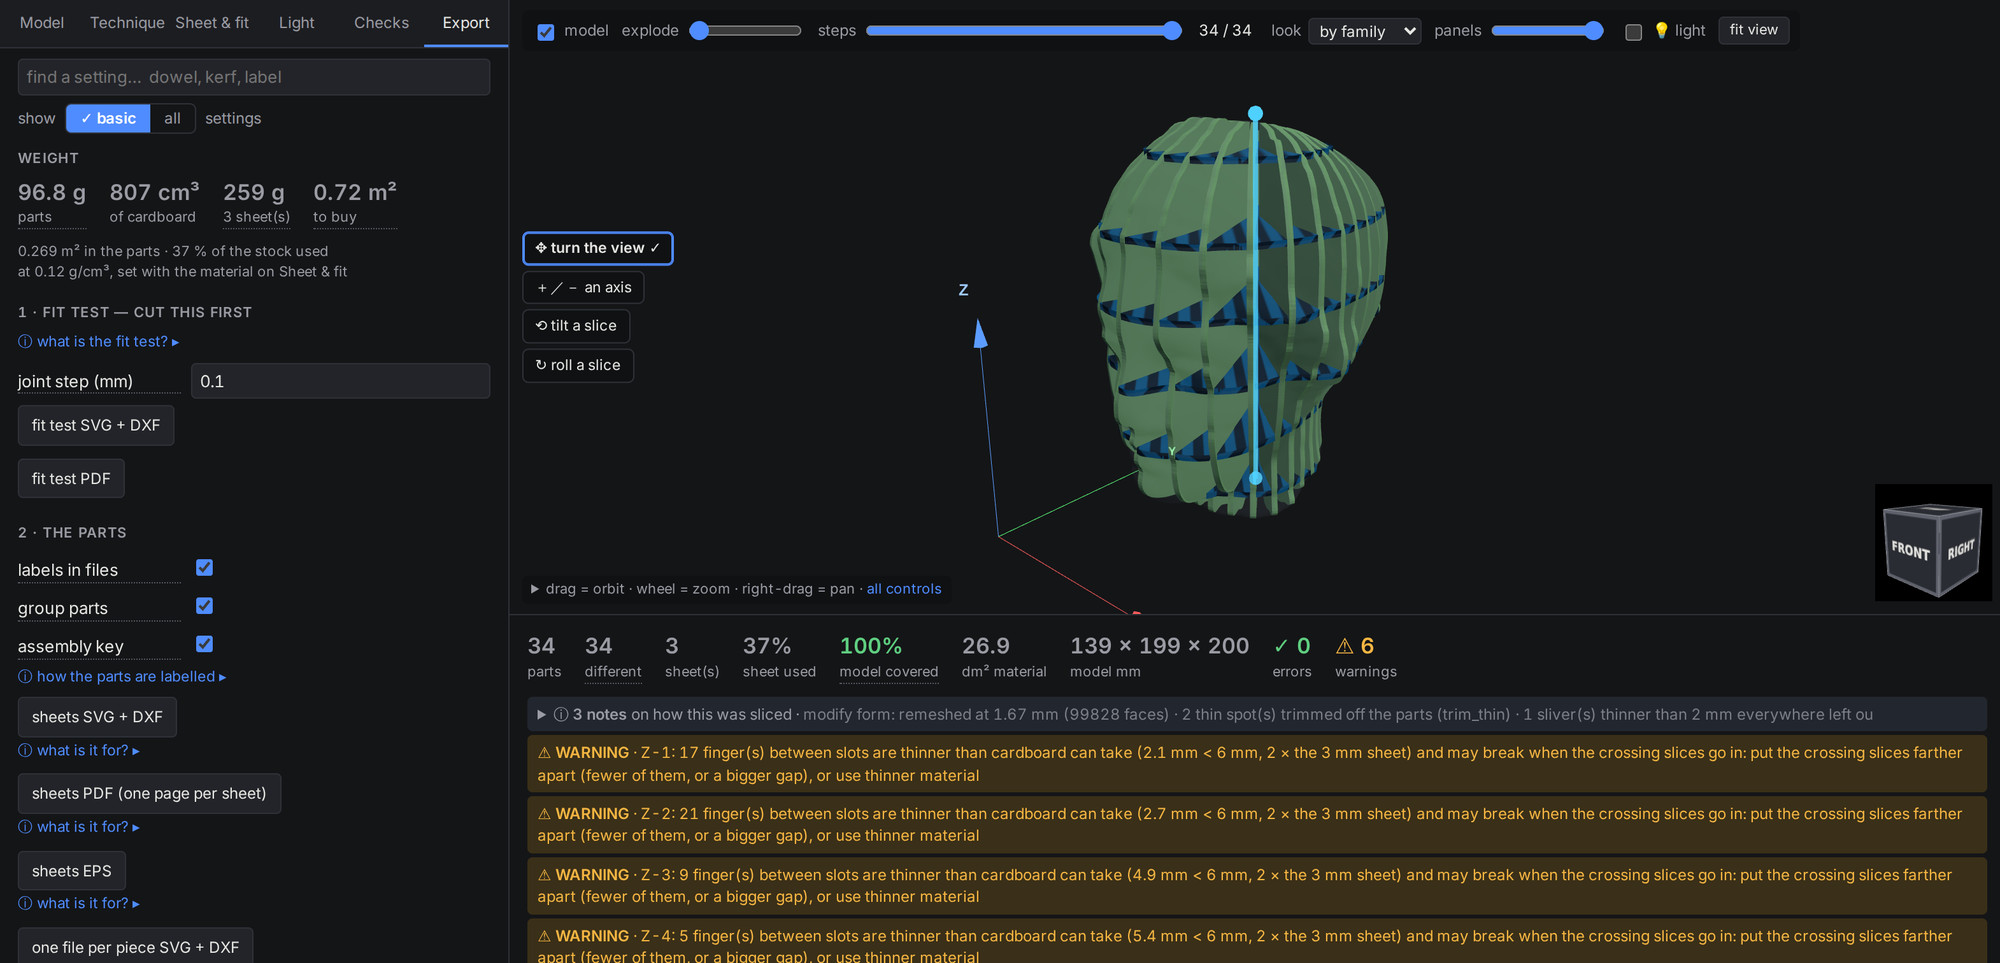 Model Technique Sheet & fit Light Checks Export
find a setting... dowel, kerf, label
show ✓ basic all settings
WEIGHT
96.8 g 807 cm³ 259 g 0.72 m²
parts of cardboard 3 sheet(s) to buy
0.269 m² in the parts · 37 % of the stock used
at 0.12 g/cm³, set with the material on Sheet & fit
1 · FIT TEST — CUT THIS FIRST
ⓘ what is the fit test? ▸
joint step (mm) 0.1
fit test SVG + DXF
fit test PDF
2 · THE PARTS
labels in files
group parts
assembly key
ⓘ how the parts are labelled ▸
sheets SVG + DXF
ⓘ what is it for? ▸
sheets PDF (one page per sheet)
ⓘ what is it for? ▸
sheets EPS
ⓘ what is it for? ▸
one file per piece SVG + DXF
model explode steps 34 / 34 look by family panels 💡 light fit view
✥ turn the view ✓
+ ⁄ − an axis
⟲ tilt a slice
↻ roll a slice
Z
Y
FRONT RIGHT
▸ drag = orbit · wheel = zoom · right-drag = pan · all controls
34 34 3 37% 100% 26.9 139 × 199 × 200 ✓ 0 ⚠ 6
parts different sheet(s) sheet used model covered dm² material model mm errors warnings
▸ ⓘ 3 notes on how this was sliced · modify form: remeshed at 1.67 mm (99828 faces) · 2 thin spot(s) trimmed off the parts (trim_thin) · 1 sliver(s) thinner than 2 mm everywhere left ou
⚠ WARNING · Z-1: 17 finger(s) between slots are thinner than cardboard can take (2.1 mm < 6 mm, 2 × the 3 mm sheet) and may break when the crossing slices go in: put the crossing slices farther
apart (fewer of them, or a bigger gap), or use thinner material
⚠ WARNING · Z-2: 21 finger(s) between slots are thinner than cardboard can take (2.7 mm < 6 mm, 2 × the 3 mm sheet) and may break when the crossing slices go in: put the crossing slices farther
apart (fewer of them, or a bigger gap), or use thinner material
⚠ WARNING · Z-3: 9 finger(s) between slots are thinner than cardboard can take (4.9 mm < 6 mm, 2 × the 3 mm sheet) and may break when the crossing slices go in: put the crossing slices farther
apart (fewer of them, or a bigger gap), or use thinner material
⚠ WARNING · Z-4: 5 finger(s) between slots are thinner than cardboard can take (5.4 mm < 6 mm, 2 × the 3 mm sheet) and may break when the crossing slices go in: put the crossing slices farther
apart (fewer of them, or a bigger gap), or use thinner material